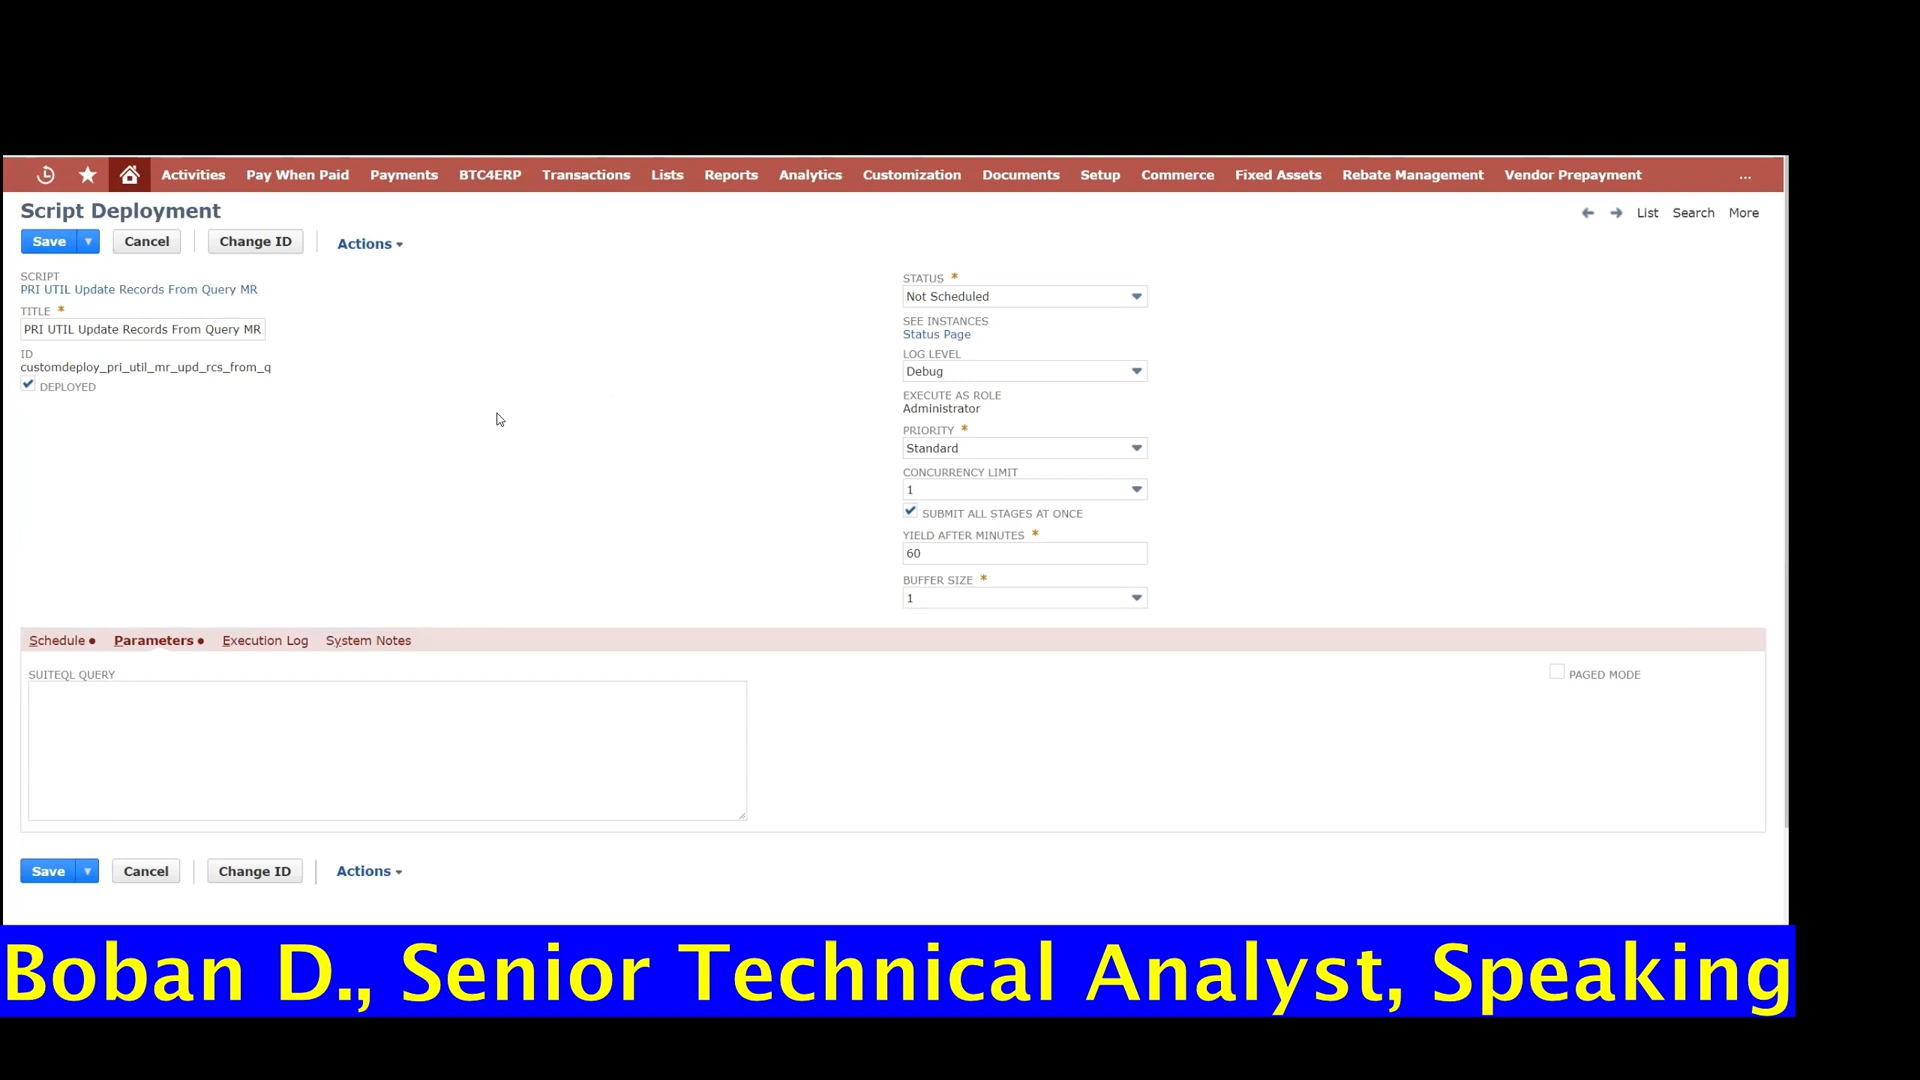 Activities Pay When Paid Payments BTC4ERP Transactions Lists Reports Analytics Customization Documents Setup Commerce Fixed Assets Rebate Management Vendor Prepayment ...
Script Deployment
List Search More
Save Cancel Change ID Actions
SCRIPT
PRI UTIL Update Records From Query MR
TITLE *
PRI UTIL Update Records From Query MR
ID
customdeploy_pri_util_mr_upd_rcs_from_q
DEPLOYED
STATUS *
Not Scheduled
SEE INSTANCES
Status Page
LOG LEVEL
Debug
EXECUTE AS ROLE
Administrator
PRIORITY *
Standard
CONCURRENCY LIMIT
1
SUBMIT ALL STAGES AT ONCE
YIELD AFTER MINUTES *
60
BUFFER SIZE *
1
Schedule • Parameters • Execution Log System Notes
SUITEQL QUERY
PAGED MODE
Save Cancel Change ID Actions
Boban D., Senior Technical Analyst, Speaking